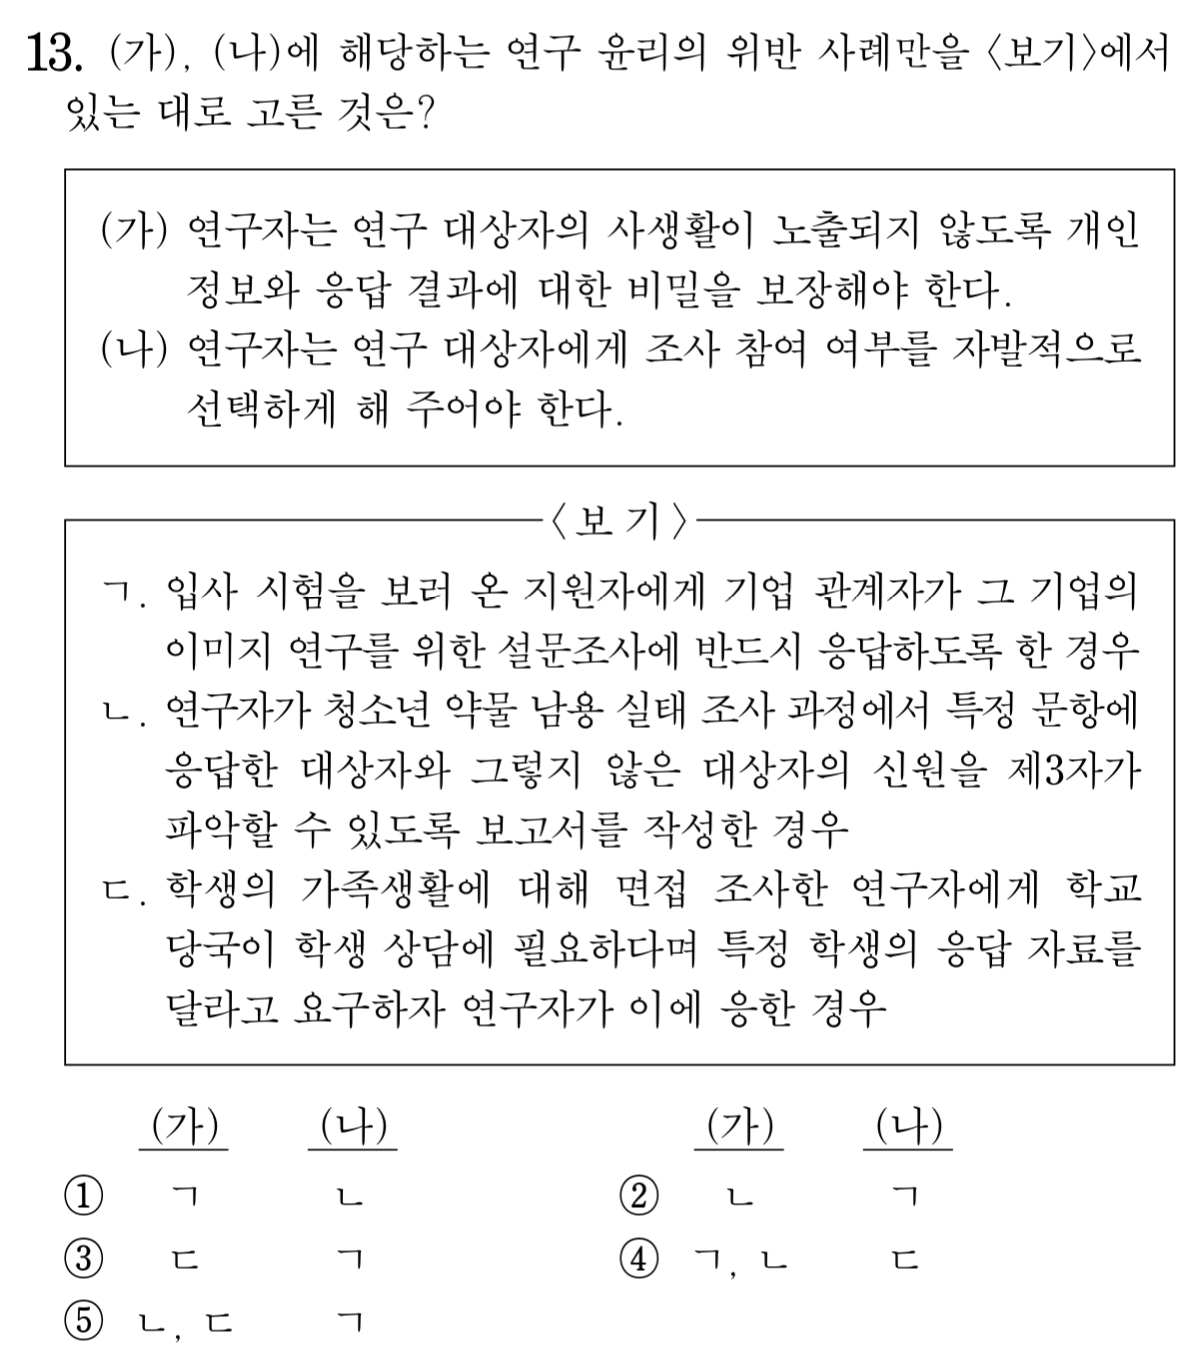 13. (가), (나)에 해당하는 연구 윤리의 위반 사례만을 〈보기〉에서
있는 대로 고른 것은?
(가) 연구자는 연구 대상자의 사생활이 노출되지 않도록 개인
정보와 응답 결과에 대한 비밀을 보장해야 한다.
(나) 연구자는 연구 대상자에게 조사 참여 여부를 자발적으로
선택하게 해 주어야 한다.
〈보 기〉
ㄱ. 입사 시험을 보러 온 지원자에게 기업 관계자가 그 기업의
이미지 연구를 위한 설문조사에 반드시 응답하도록 한 경우
ㄴ. 연구자가 청소년 약물 남용 실태 조사 과정에서 특정 문항에
응답한 대상자와 그렇지 않은 대상자의 신원을 제3자가
파악할 수 있도록 보고서를 작성한 경우
ㄷ. 학생의 가족생활에 대해 면접 조사한 연구자에게 학교
당국이 학생 상담에 필요하다며 특정 학생의 응답 자료를
달라고 요구하자 연구자가 이에 응한 경우
(가) (나) (가) (나)
① ㄱ ㄴ ② ㄴ ㄱ
③ ㄷ ㄱ ④ ㄱ, ㄴ ㄷ
⑤ ㄴ, ㄷ ㄱ